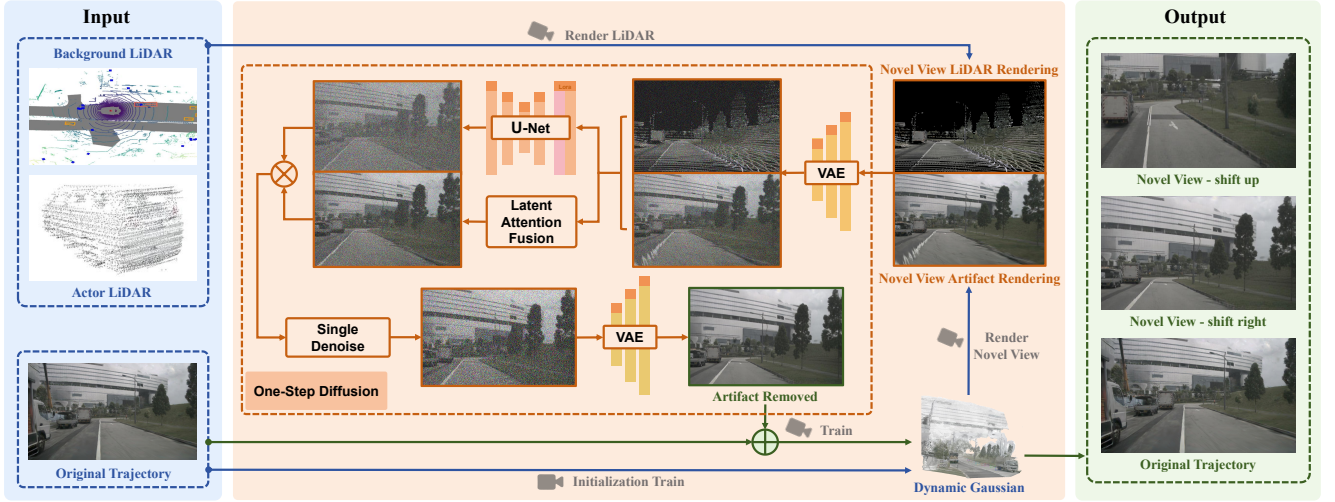 Input
Background LiDAR
Actor LiDAR
Original Trajectory
Render LiDAR
Novel View LiDAR Rendering
Lora
U-Net
VAE
Latent
Attention
Fusion
Novel View Artifact Rendering
Single
Denoise
VAE
One-Step Diffusion
Artifact Removed
Render
Novel View
Train
Initialization Train
Dynamic Gaussian
Output
Novel View - shift up
Novel View - shift right
Original Trajectory